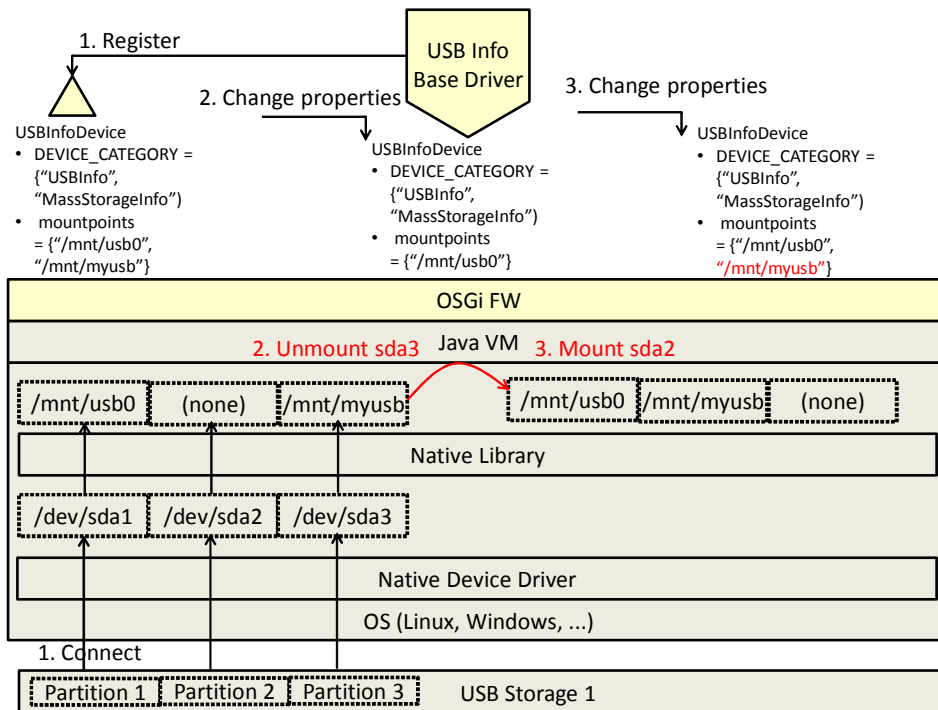 1. Register
USB Info
Base Driver
2. Change properties
3. Change properties
USBInfoDevice
• DEVICE_CATEGORY =
{“USBInfo”,
“MassStorageInfo”)
• mountpoints
= {“/mnt/usb0”,
“/mnt/myusb”}
USBInfoDevice
• DEVICE_CATEGORY =
{“USBInfo”,
“MassStorageInfo”)
• mountpoints
= {“/mnt/usb0”}
USBInfoDevice
• DEVICE_CATEGORY =
{“USBInfo”,
“MassStorageInfo”)
• mountpoints
= {“/mnt/usb0”,
“/mnt/myusb”}
OSGi FW
Java VM
2. Unmount sda3
3. Mount sda2
/mnt/usb0 (none) /mnt/myusb
/mnt/usb0 /mnt/myusb (none)
Native Library
/dev/sda1 /dev/sda2 /dev/sda3
Native Device Driver
OS (Linux, Windows, ...)
1. Connect
Partition 1 Partition 2 Partition 3
USB Storage 1